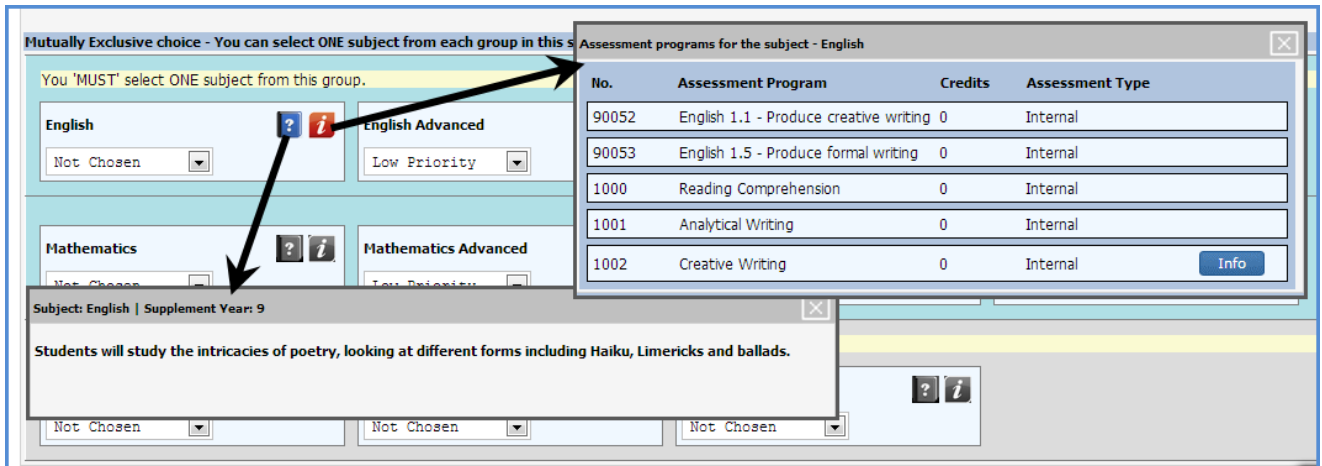 Mutually Exclusive choice - You can select ONE subject from each group in this s
You 'MUST' select ONE subject from this group.
English
Not Chosen
English Advanced
Low Priority
Assessment programs for the subject - English
No. Assessment Program Credits Assessment Type
90052 English 1.1 - Produce creative writing 0 Internal
90053 English 1.5 - Produce formal writing 0 Internal
1000 Reading Comprehension 0 Internal
1001 Analytical Writing 0 Internal
1002 Creative Writing 0 Internal Info
Mathematics
Not Chosen
Mathematics Advanced
Low Priority
Subject: English | Supplement Year: 9
Students will study the intricacies of poetry, looking at different forms including Haiku, Limericks and ballads.
Not Chosen
Not Chosen
Not Chosen